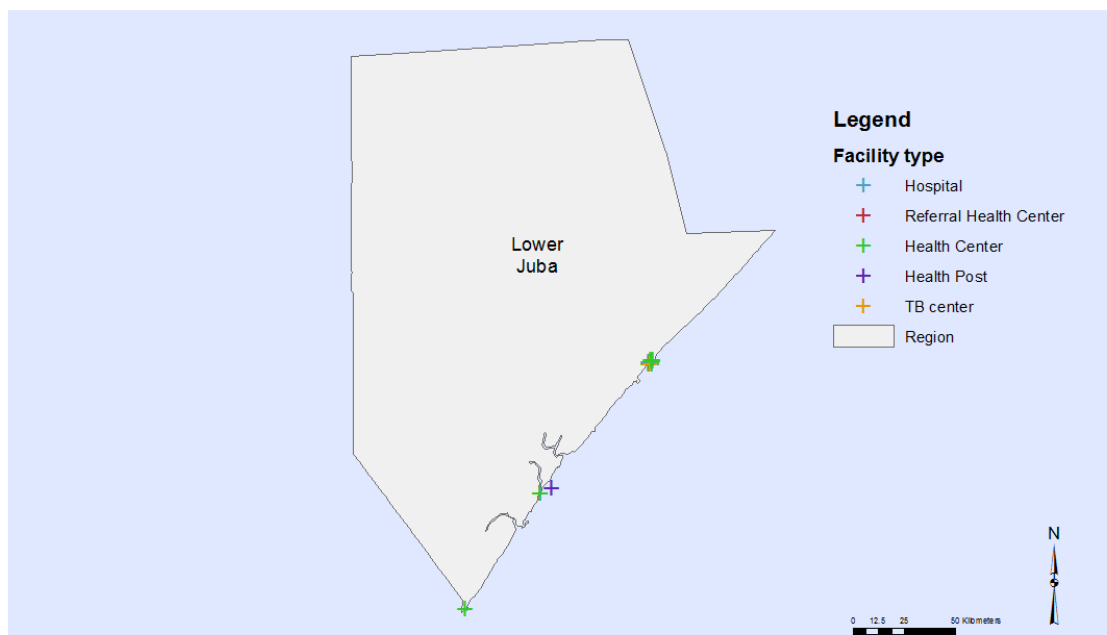 Legend
Facility type
Hospital
Referral Health Center
Health Center
Health Post
TB center
Region
Lower
Juba
N
0 12.5 25 50 Kilometers